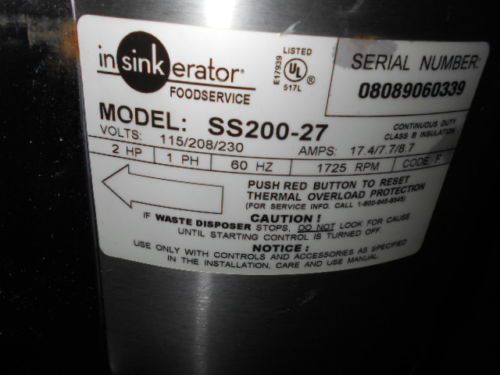 in sink erator®
FOODSERVICE
LISTED
UL
E17939
517L
SERIAL NUMBER:
08089060339
MODEL: SS200-27
CONTINUOUS DUTY
CLASS B INSULATION
VOLTS: 115/208/230
AMPS: 17.4/7.7/8.7
2 HP 1 PH 60 HZ 1725 RPM CODE F
PUSH RED BUTTON TO RESET
THERMAL OVERLOAD PROTECTION
(FOR SERVICE INFO. CALL 1-800-845-8345)
CAUTION!
IF WASTE DISPOSER STOPS, DO NOT LOOK FOR CAUSE
UNTIL STARTING CONTROL IS TURNED OFF.
NOTICE:
USE ONLY WITH CONTROLS AND ACCESSORIES AS SPECIFIED
IN THE INSTALLATION, CARE AND USE MANUAL.